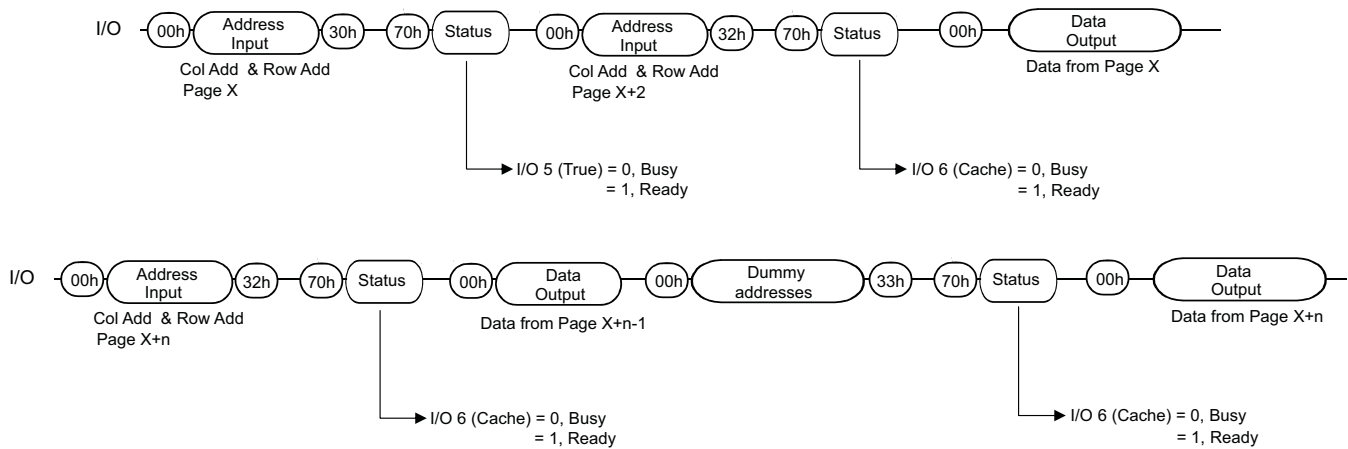 I/O 00h Address Input 30h 70h Status 00h Address Input 32h 70h Status 00h Data Output
Col Add & Row Add
Page X
Col Add & Row Add
Page X+2
Data from Page X
I/O 5 (True) = 0, Busy
= 1, Ready
I/O 6 (Cache) = 0, Busy
= 1, Ready
I/O 00h Address Input 32h 70h Status 00h Data Output 00h Dummy addresses 33h 70h Status 00h Data Output
Col Add & Row Add
Page X+n
Data from Page X+n-1
Data from Page X+n
I/O 6 (Cache) = 0, Busy
= 1, Ready
I/O 6 (Cache) = 0, Busy
= 1, Ready